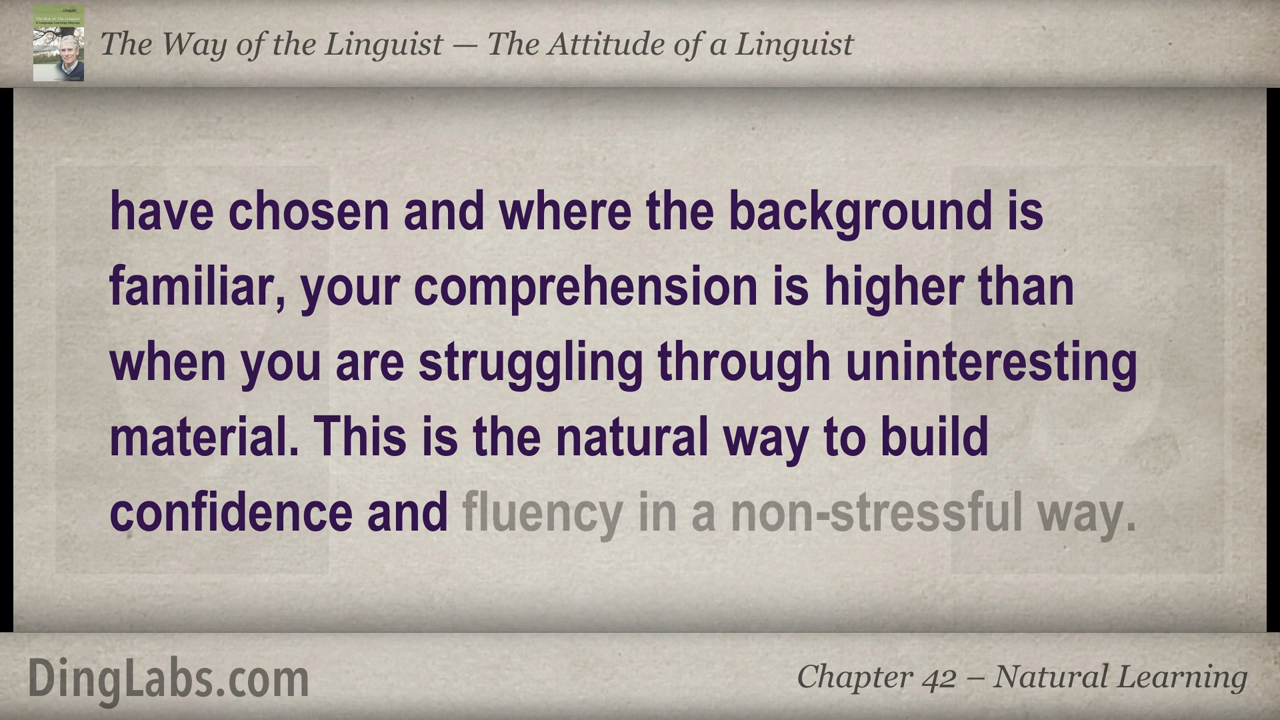 The Way of the Linguist — The Attitude of a Linguist
have chosen and where the background is
familiar, your comprehension is higher than
when you are struggling through uninteresting
material. This is the natural way to build
confidence and fluency in a non-stressful way.
DingLabs.com
Chapter 42 – Natural Learning